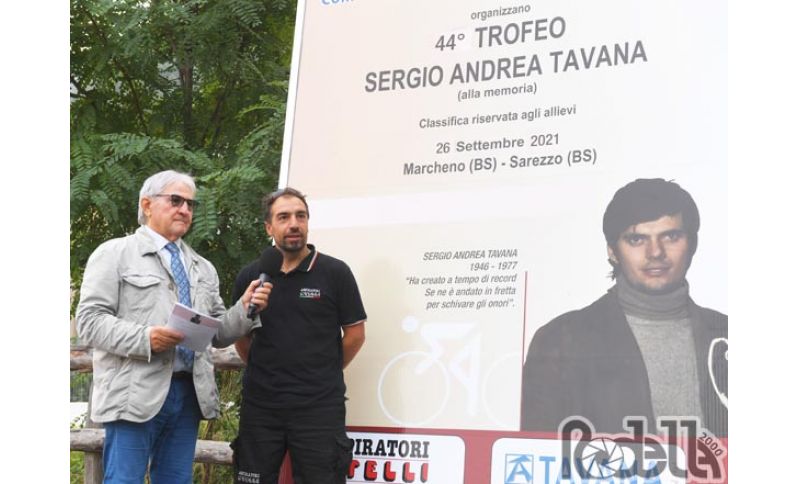 organizzano
44° TROFEO
SERGIO ANDREA TAVANA
(alla memoria)
Classifica riservata agli allievi
26 Settembre 2021
Marcheno (BS) - Sarezzo (BS)
SERGIO ANDREA TAVANA
1946 - 1977
"Ha creato a tempo di record
Se ne è andato in fretta
per schivare gli onori".
TAVANA
Rodella
2000